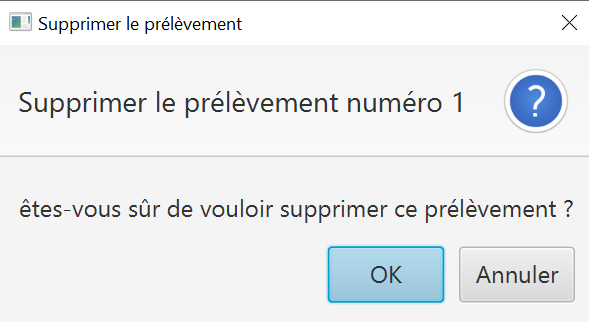 Supprimer le prélèvement
Supprimer le prélèvement numéro 1
?
êtes-vous sûr de vouloir supprimer ce prélèvement ?
OK
Annuler